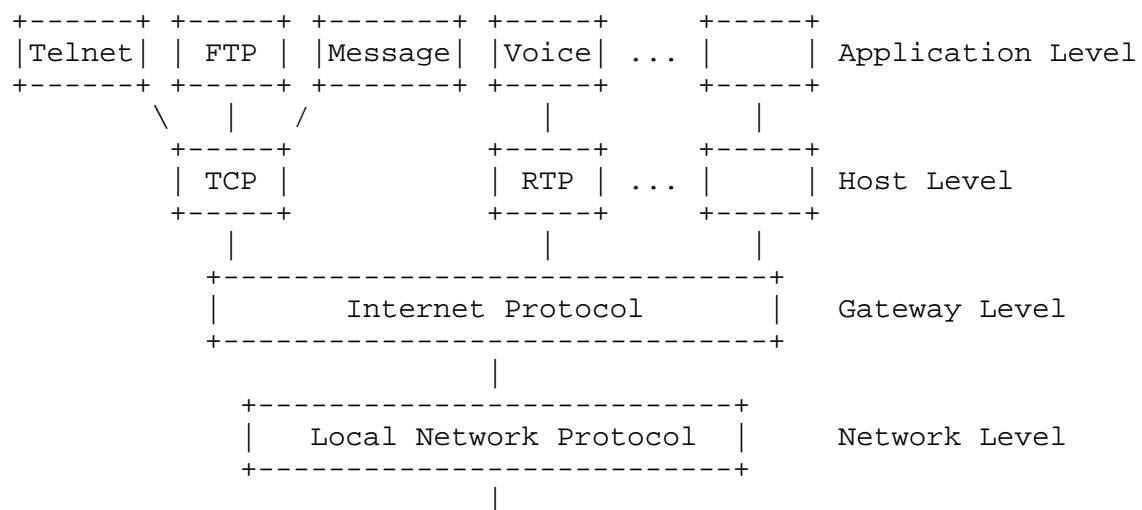 Telnet FTP Message Voice ... Application Level
TCP RTP ... Host Level
Internet Protocol Gateway Level
Local Network Protocol Network Level